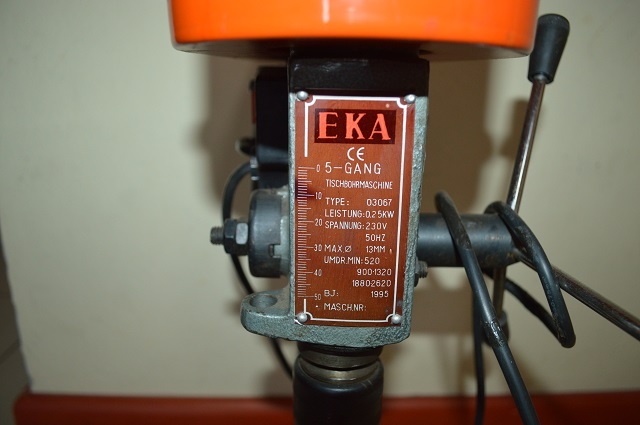 EKA
CE
5-GANG
TISCHBOHRMASCHINE
TYPE: 03067
LEISTUNG: 0.25KW
SPANNUNG: 230V
50HZ
MAX Ø 13MM
UMDR.MIN: 520
900·1320
1880 2620
BJ: 1995
MASCH.NR:
0
10
20
30
40
50